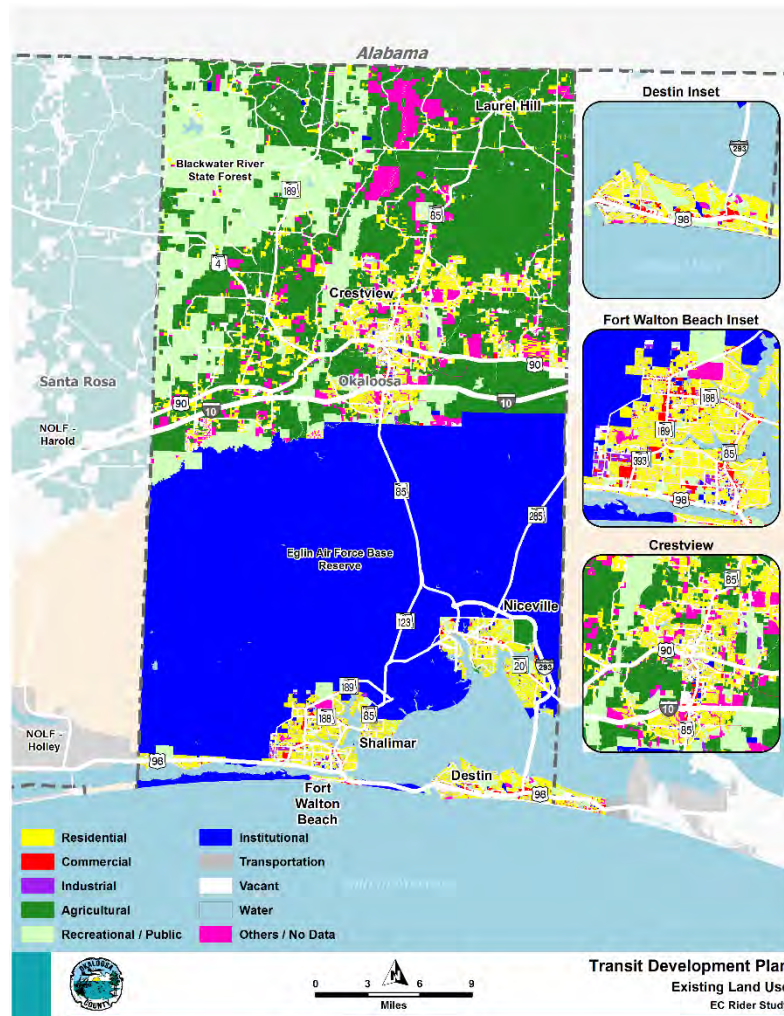 Alabama
Destin Inset
Laurel Hill
293
Blackwater River
State Forest
189
85
98
4
Crestview
Fort Walton Beach Inset
188
Santa Rosa
Okaloosa
90
189
90
10
10
85
NOLF -
Harold
393
98
85
285
Eglin Air Force Base
Reserve
Crestview
85
Niceville
123
90
20
293
189
10
188
85
85
NOLF -
Holley
Shalimar
98
Destin
98
Fort
Walton
Beach
Residential
Institutional
Commercial
Transportation
Industrial
Vacant
Agricultural
Water
Recreational / Public
Others / No Data
OKALOOSA
COUNTY
N
0 3 6 9
Miles
Transit Development Plan
Existing Land Use
EC Rider Study